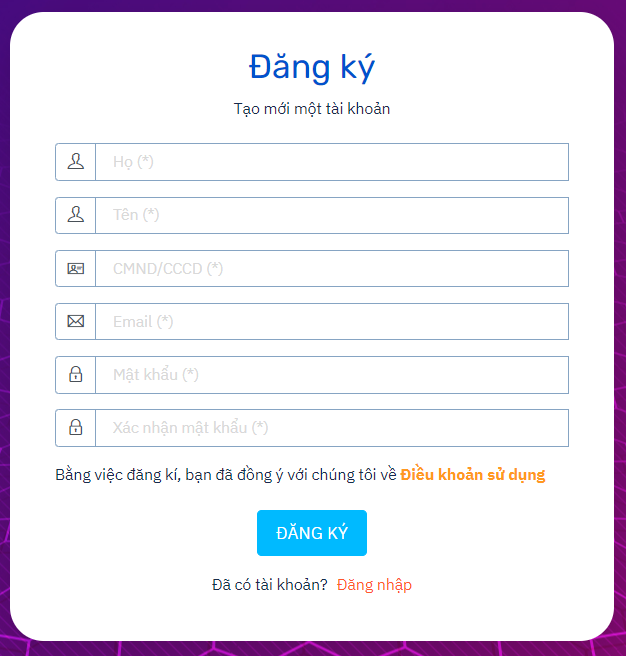 Đăng ký
Tạo mới một tài khoản
Họ (*)
Tên (*)
CMND/CCCD (*)
Email (*)
Mật khẩu (*)
Xác nhận mật khẩu (*)
Bằng việc đăng kí, bạn đã đồng ý với chúng tôi về Điều khoản sử dụng
ĐĂNG KÝ
Đã có tài khoản? Đăng nhập